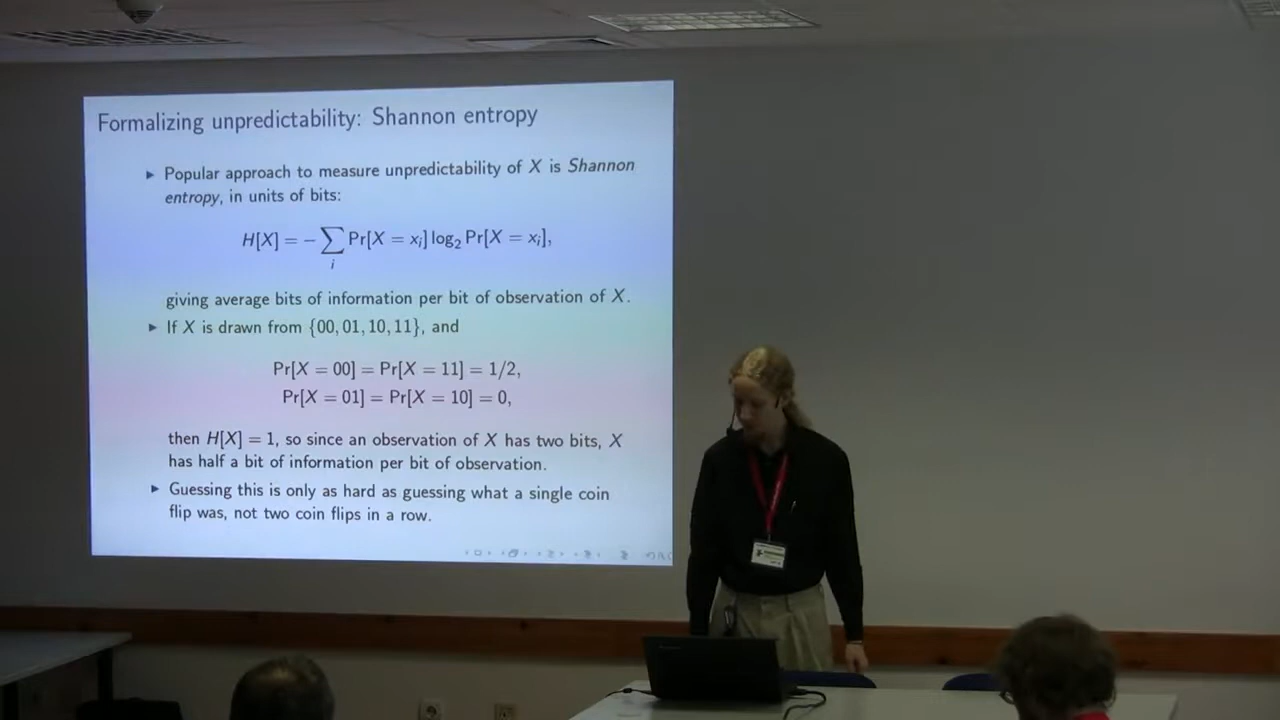 Formalizing unpredictability: Shannon entropy
▶ Popular approach to measure unpredictability of X is Shannon
entropy, in units of bits:
H[X] = − ∑ Pr[X = xᵢ] log₂ Pr[X = xᵢ],
i
giving average bits of information per bit of observation of X.
▶ If X is drawn from {00, 01, 10, 11}, and
Pr[X = 00] = Pr[X = 11] = 1/2,
Pr[X = 01] = Pr[X = 10] = 0,
then H[X] = 1, so since an observation of X has two bits, X
has half a bit of information per bit of observation.
▶ Guessing this is only as hard as guessing what a single coin
flip was, not two coin flips in a row.